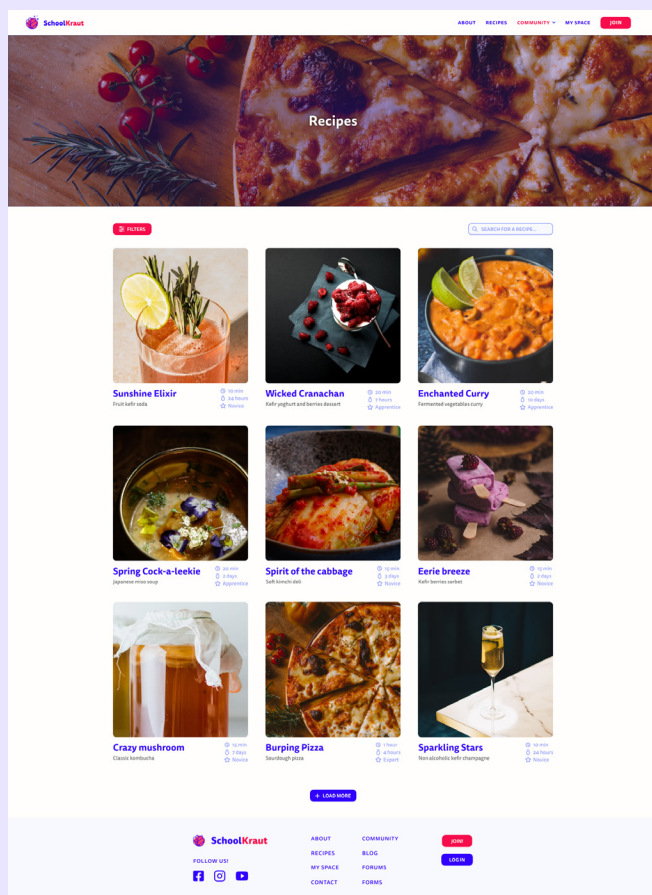 SchoolKraut
ABOUT RECIPES COMMUNITY MY SPACE JOIN
Recipes
FILTERS
SEARCH FOR A RECIPE...
Sunshine Elixir
Fruit kefir soda
10 min
24 hours
Novice
Wicked Cranachan
Kefir yoghurt and berries dessert
20 min
7 hours
Apprentice
Enchanted Curry
Fermented vegetables curry
20 min
10 days
Apprentice
Spring Cock-a-leekie
Japanese miso soup
20 min
2 days
Apprentice
Spirit of the cabbage
Soft kimchi deli
15 min
3 days
Novice
Eerie breeze
Kefir berries sorbet
15 min
2 days
Novice
Crazy mushroom
Classic kombucha
15 min
7 days
Novice
Burping Pizza
Sourdough pizza
1 hour
4 hours
Expert
Sparkling Stars
Non alcoholic kefir champagne
10 min
24 hours
Novice
+ LOAD MORE
SchoolKraut
FOLLOW US!
ABOUT
RECIPES
MY SPACE
CONTACT
COMMUNITY
BLOG
FORUMS
FORMS
JOIN!
LOG IN